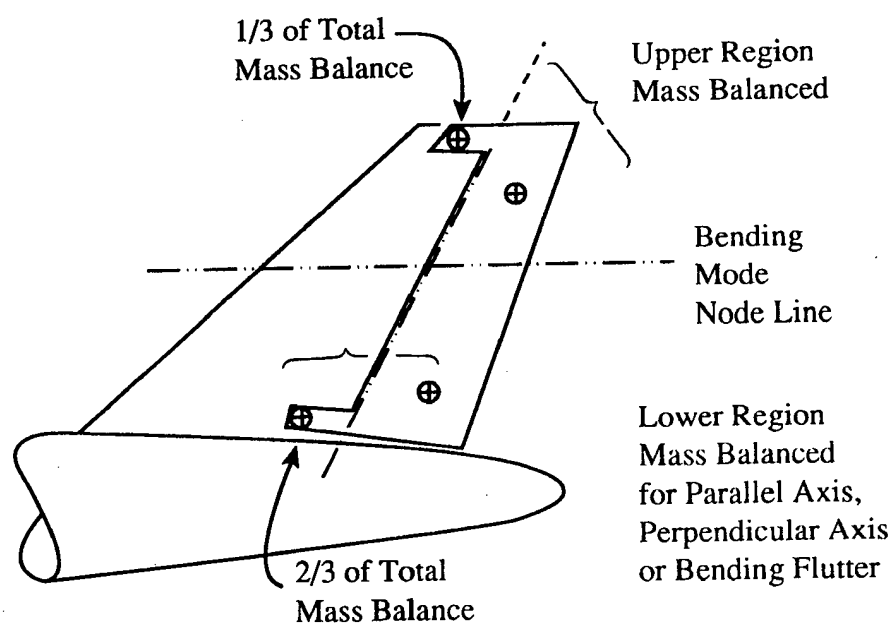 1/3 of Total
Mass Balance
Upper Region
Mass Balanced
Bending
Mode
Node Line
Lower Region
Mass Balanced
for Parallel Axis,
Perpendicular Axis
or Bending Flutter
2/3 of Total
Mass Balance